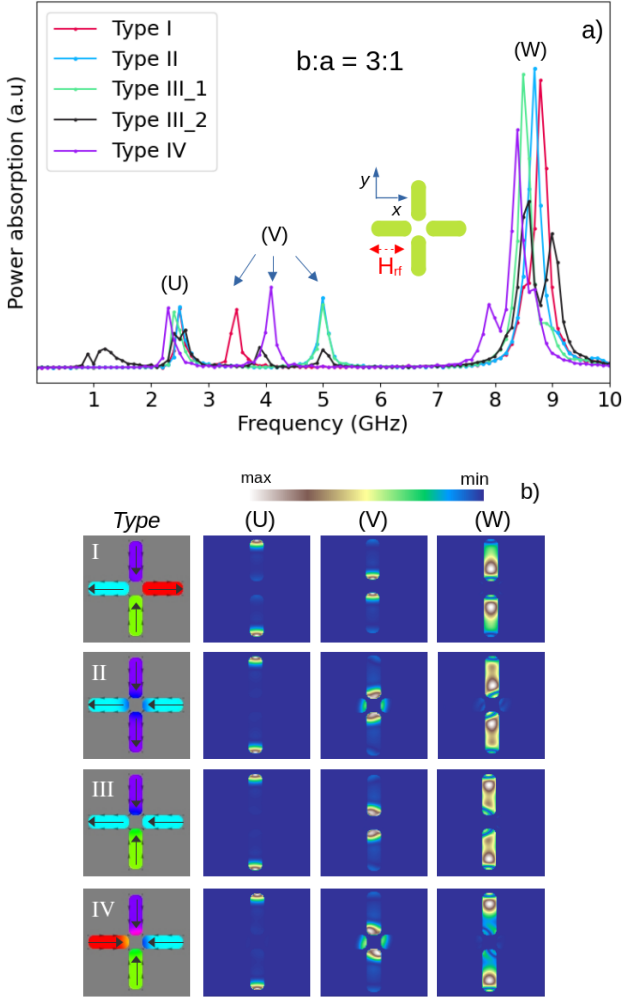 Type I
Type II
Type III_1
Type III_2
Type IV
b:a = 3:1
a)
(W)
(V)
(U)
y
x
Hrf
Power absorption (a.u)
1 2 3 4 5 6 7 8 9 10
Frequency (GHz)
max min b)
Type (U) (V) (W)
I
II
III
IV